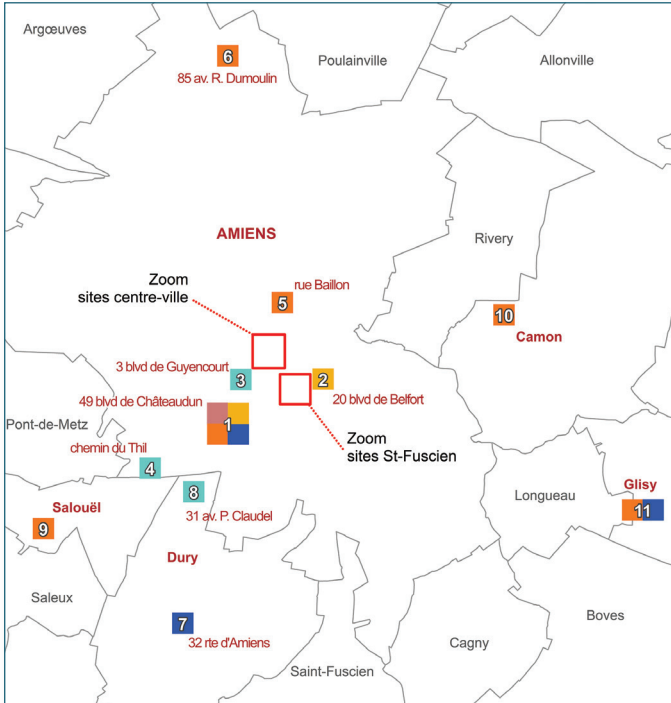 Argœuves
6
Poulainville
Allonville
85 av. R. Dumoulin
AMIENS
Rivery
Zoom
sites centre-ville
rue Baillon
5
10
Camon
3 blvd de Guyencourt
3
2
49 blvd de Châteaudun
20 blvd de Belfort
1
Pont-de-Metz
Zoom
sites St-Fuscien
chemin du Thil
4
8
Longueau
Glisy
11
Salouël
9
31 av. P. Claudel
Dury
Saleux
7
32 rte d'Amiens
Boves
Cagny
Saint-Fuscien